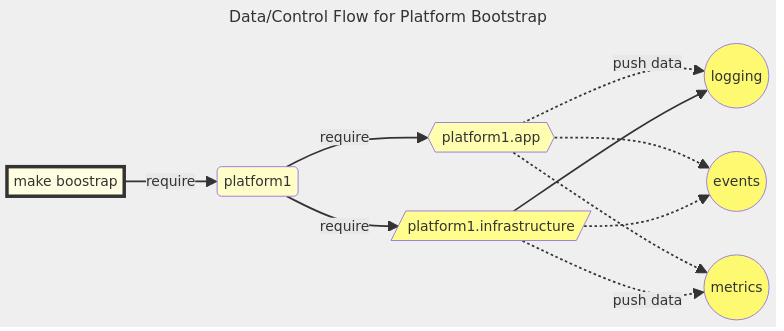 Data/Control Flow for Platform Bootstrap
make boostrap
require
platform1
require
platform1.app
require
platform1.infrastructure
push data
logging
events
push data
metrics